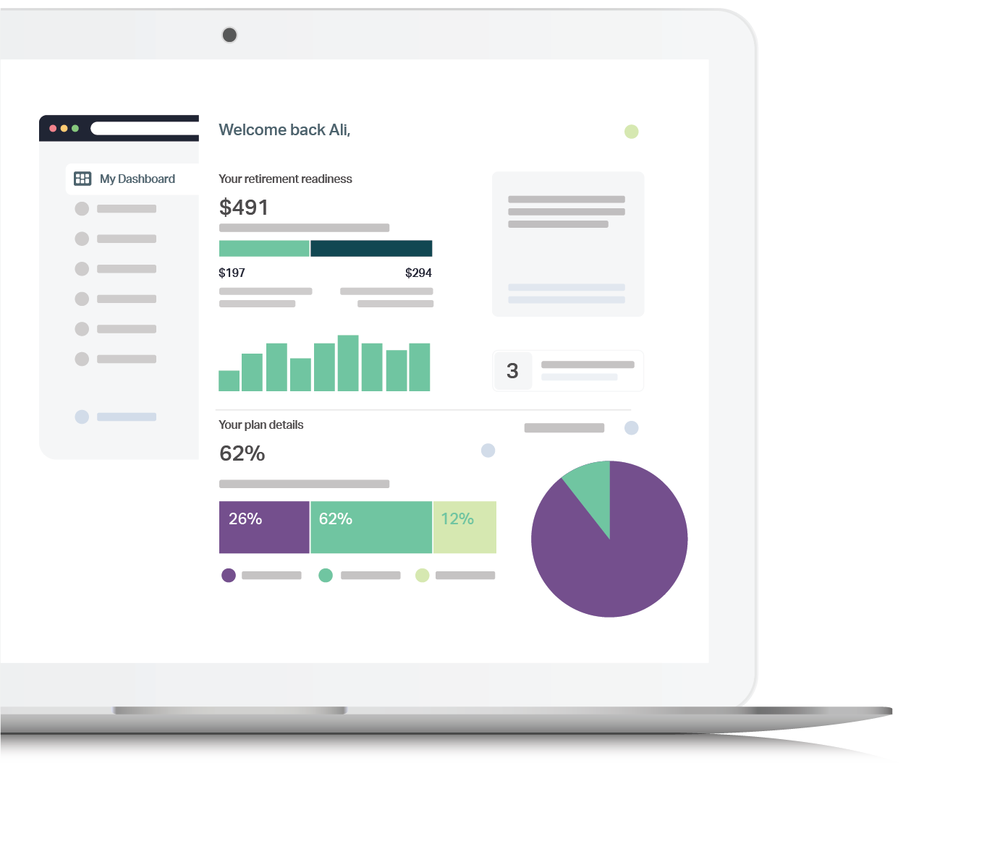 Welcome back Ali,
My Dashboard
Your retirement readiness
$491
$197 $294
3
Your plan details
62%
26% 62% 12%